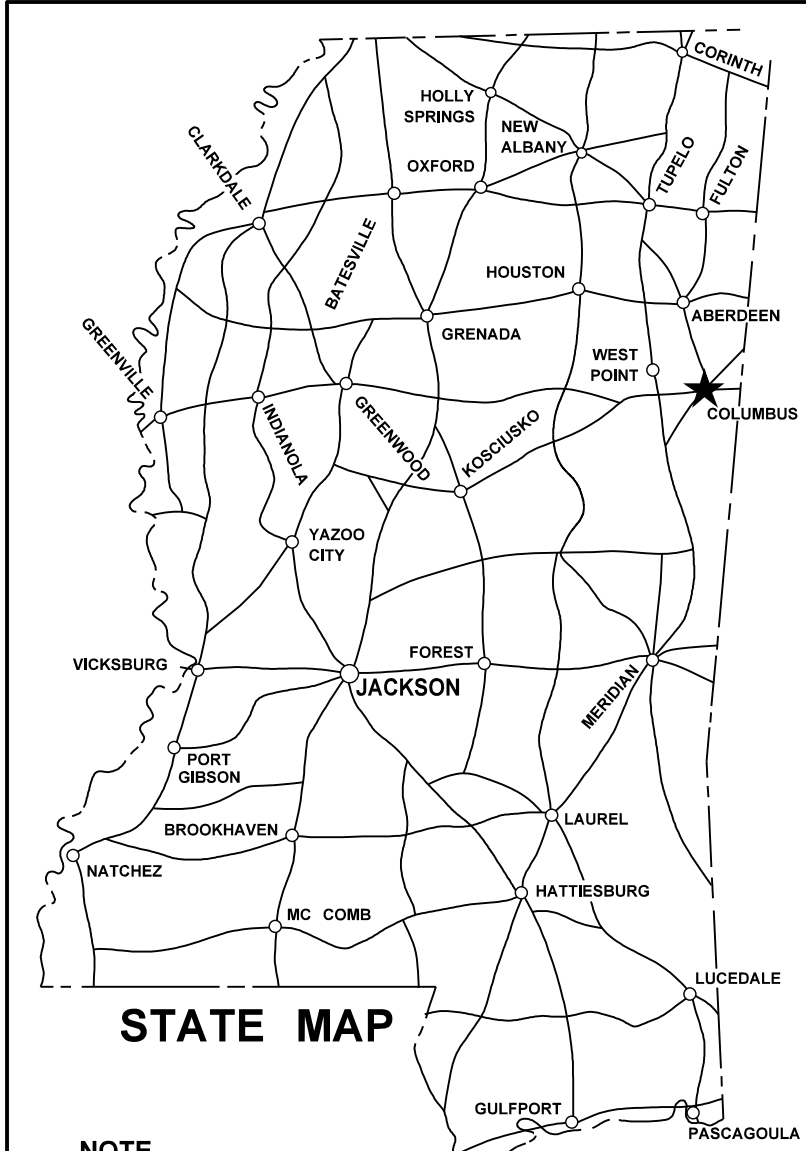 CORINTH
HOLLY
SPRINGS
NEW
ALBANY
CLARKDALE
OXFORD
TUPELO
FULTON
BATESVILLE
HOUSTON
ABERDEEN
GRENADA
GREENVILLE
WEST
POINT
COLUMBUS
INDIANOLA
GREENWOOD
KOSCIUSKO
YAZOO
CITY
VICKSBURG
FOREST
JACKSON
MERIDIAN
PORT
GIBSON
BROOKHAVEN
LAUREL
NATCHEZ
HATTIESBURG
MC COMB
LUCEDALE
STATE MAP
GULFPORT
PASCAGOULA
NOTE